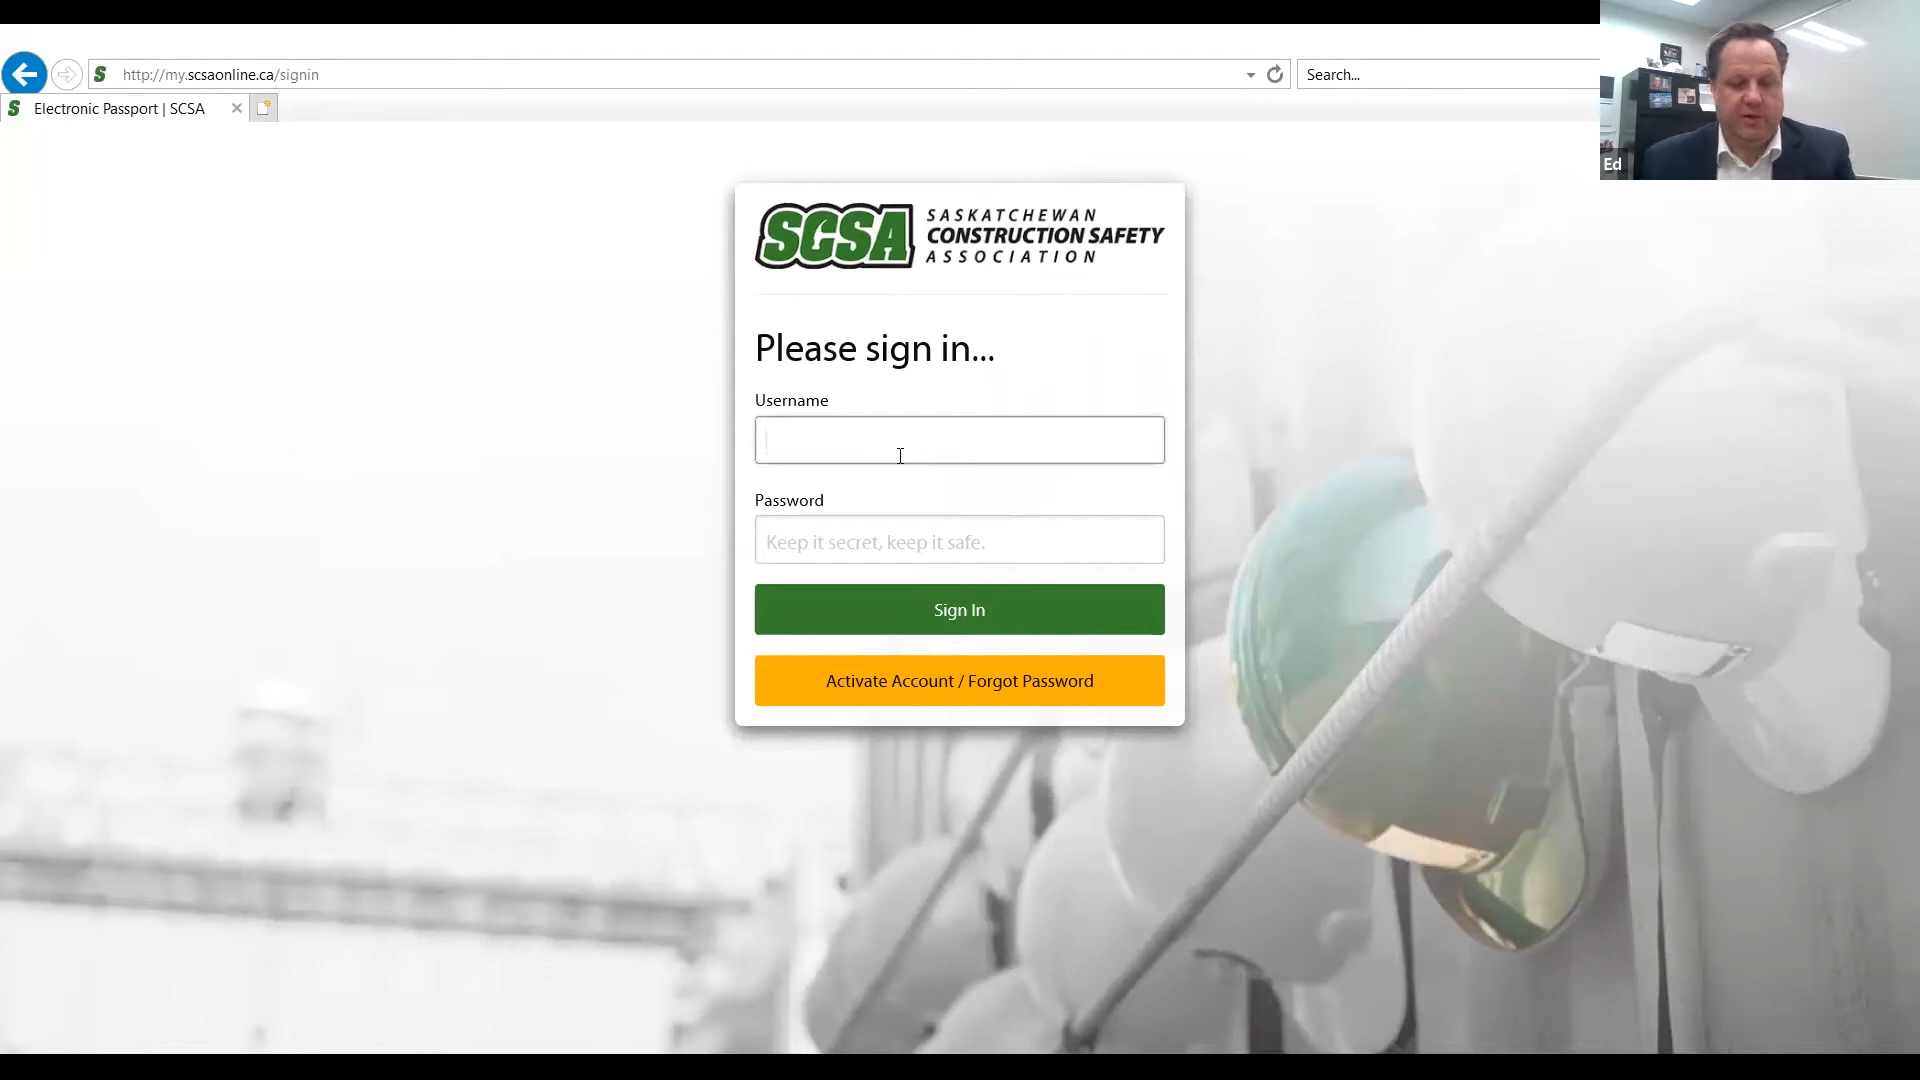 http://my.scsaonline.ca/signin
Search...
Electronic Passport | SCSA
Ed
SCSA
SASKATCHEWAN
CONSTRUCTION SAFETY
ASSOCIATION
Please sign in...
Username
Password
Keep it secret, keep it safe.
Sign In
Activate Account / Forgot Password